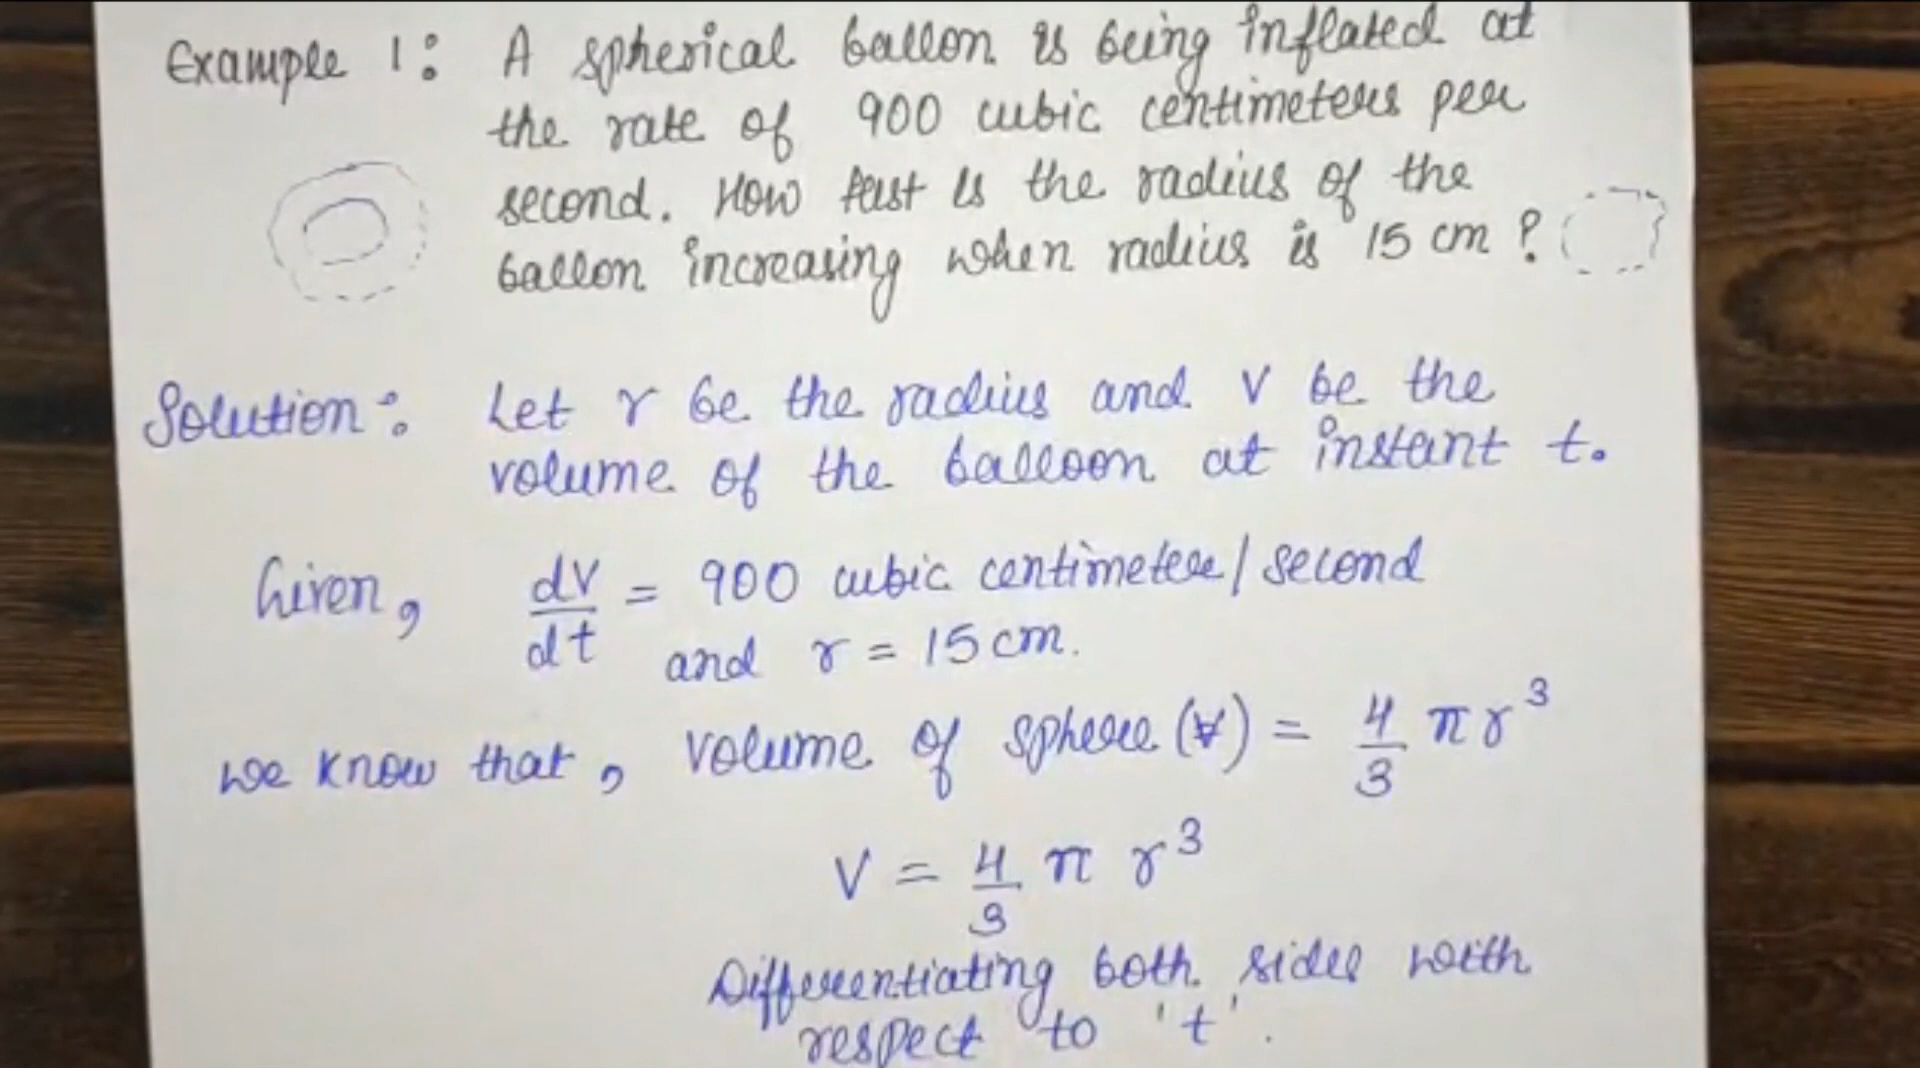 Example 1: A spherical ballon is being inflated at
the rate of 900 cubic centimeters per
second. How fast is the radius of the
ballon increasing when radius is 15 cm ?
Solution: Let r be the radius and V be the
volume of the balloon at instant t.
Given, dV/dt = 900 cubic centimeter/second
and r = 15 cm.
we know that, volume of sphere (V) = 4/3 πr³
V = 4/3 π r³
Differentiating both sides with
respect to 't'.